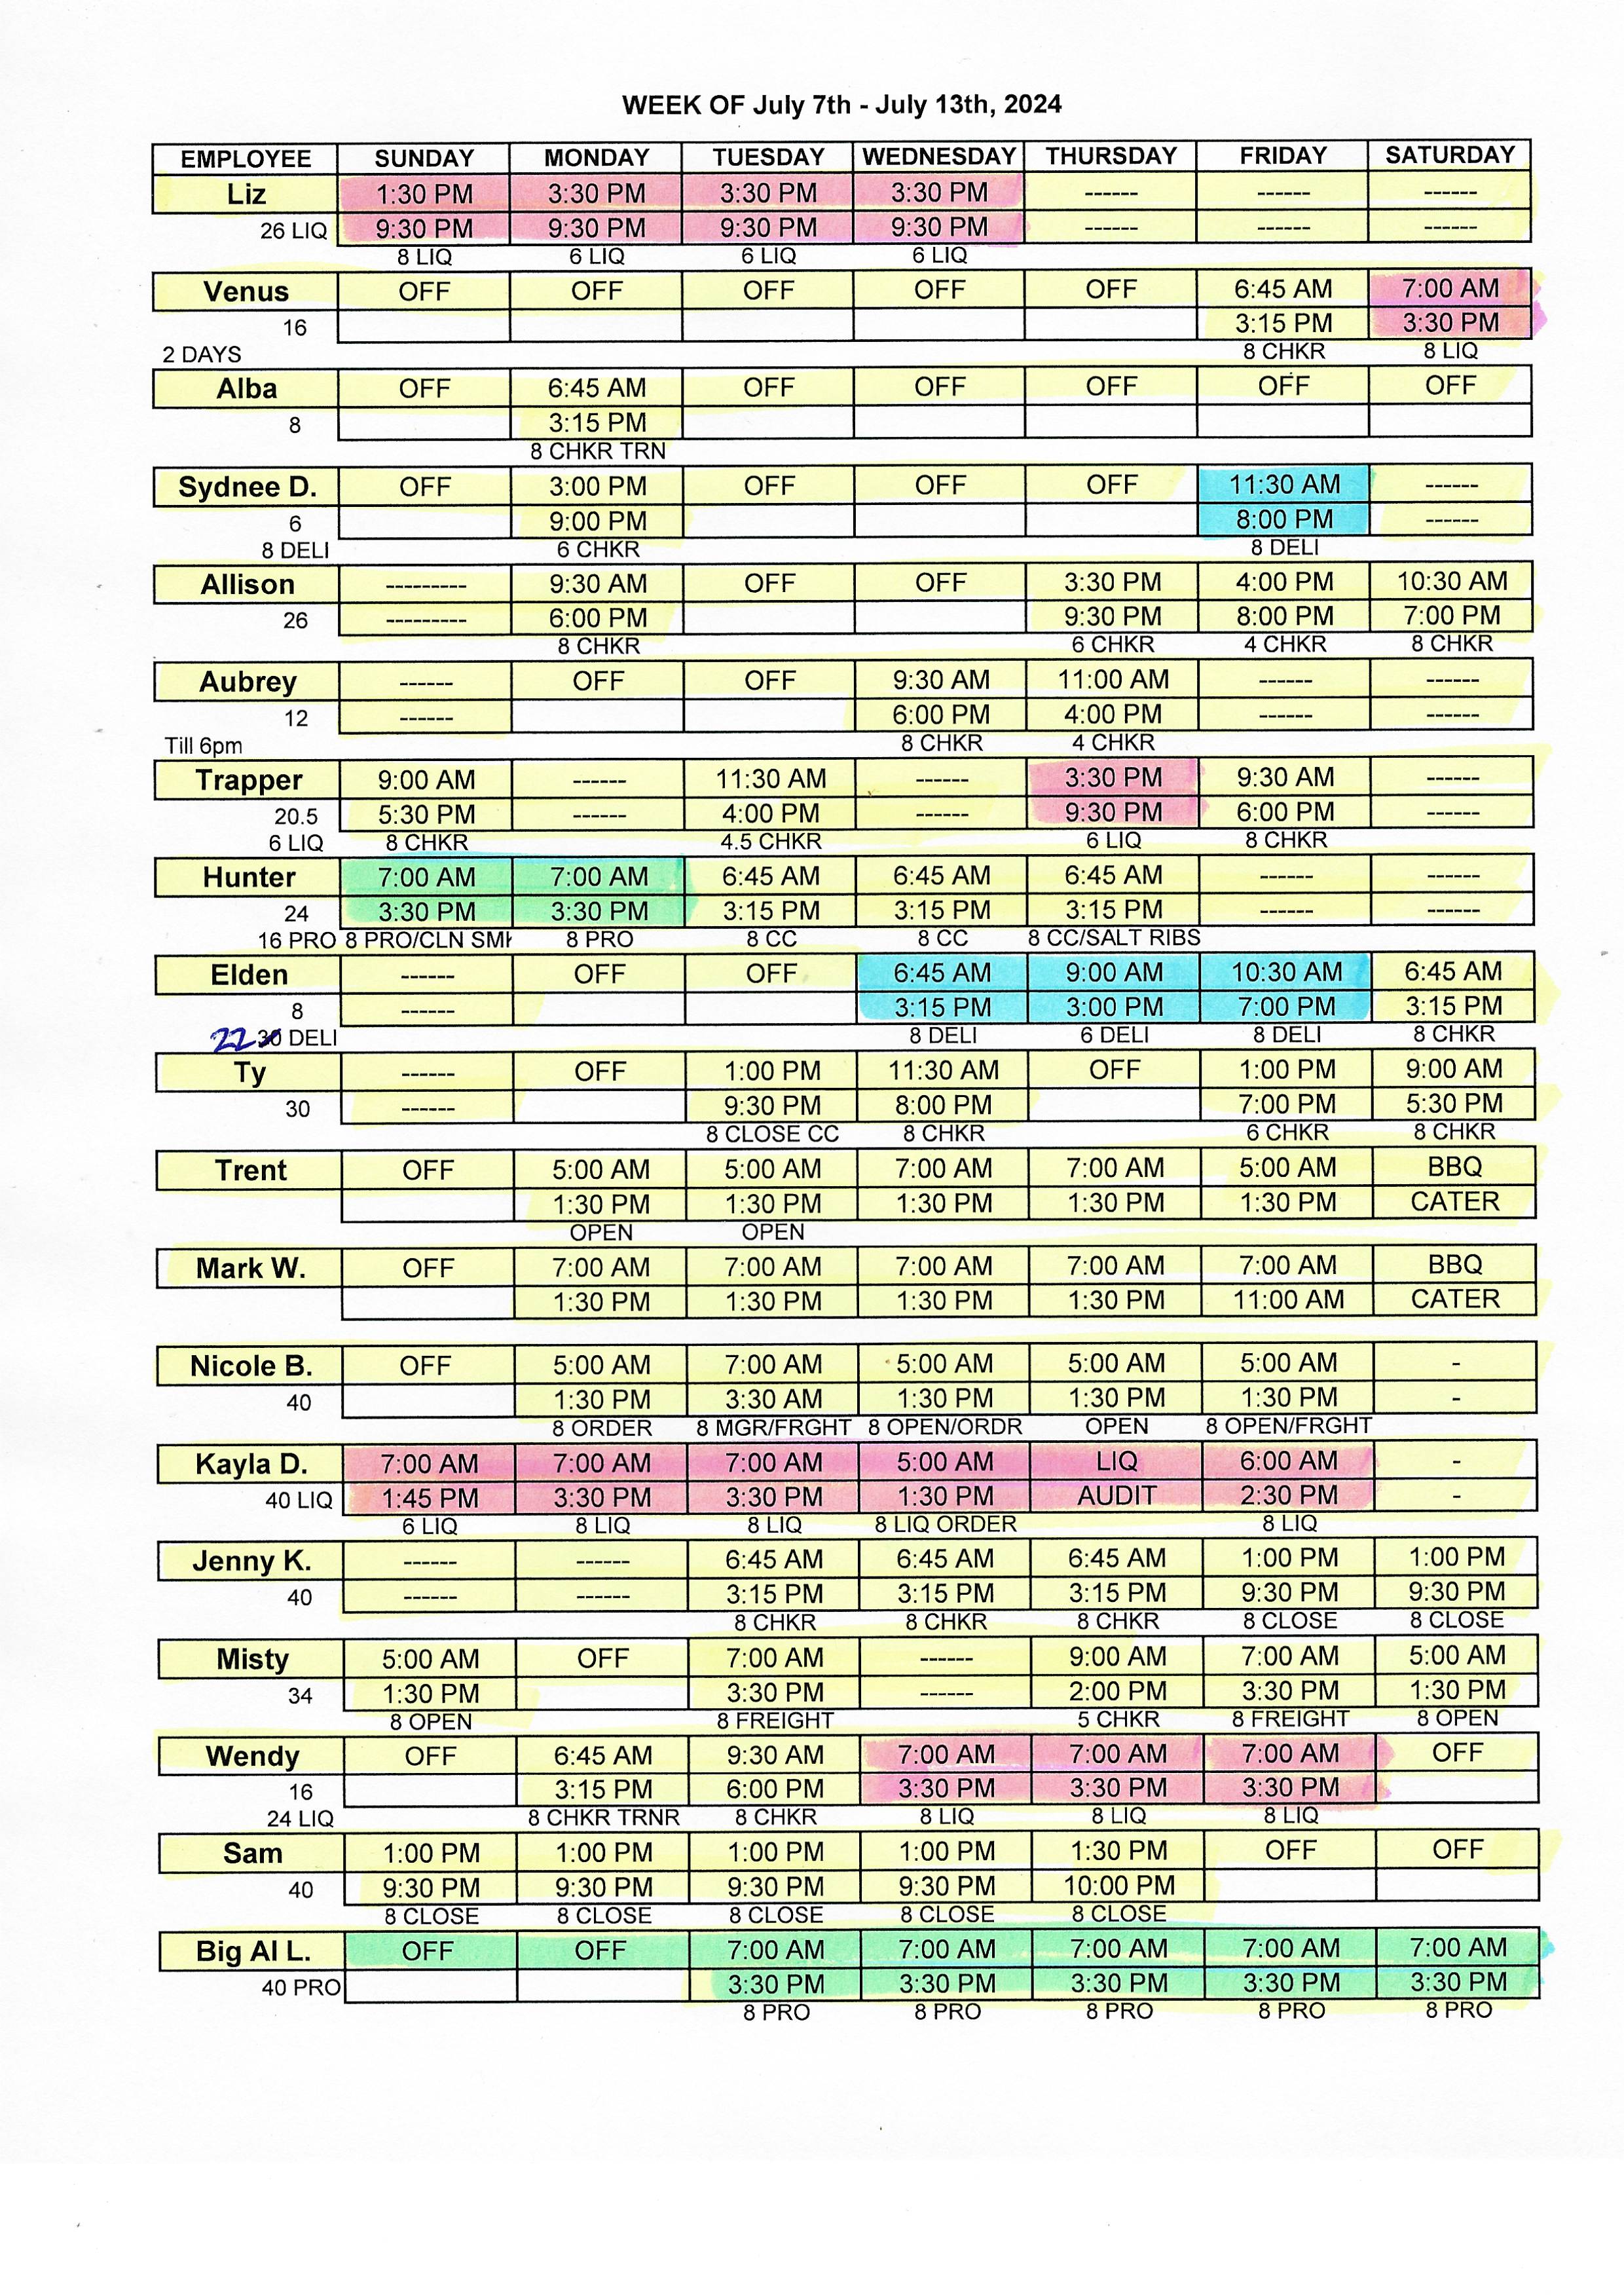 WEEK OF July 7th - July 13th, 2024
EMPLOYEE SUNDAY MONDAY TUESDAY WEDNESDAY THURSDAY FRIDAY SATURDAY
Liz 1:30 PM 3:30 PM 3:30 PM 3:30 PM ------ ------ ------
26 LIQ 9:30 PM 9:30 PM 9:30 PM 9:30 PM ------ ------ ------
8 LIQ 6 LIQ 6 LIQ 6 LIQ
Venus OFF OFF OFF OFF OFF 6:45 AM 7:00 AM
16 3:15 PM 3:30 PM
2 DAYS 8 CHKR 8 LIQ
Alba OFF 6:45 AM OFF OFF OFF OFF OFF
8 3:15 PM
8 CHKR TRN
Sydnee D. OFF 3:00 PM OFF OFF OFF 11:30 AM ------
6 9:00 PM 8:00 PM ------
8 DELI 6 CHKR 8 DELI
Allison --------- 9:30 AM OFF OFF 3:30 PM 4:00 PM 10:30 AM
26 --------- 6:00 PM 9:30 PM 8:00 PM 7:00 PM
8 CHKR 6 CHKR 4 CHKR 8 CHKR
Aubrey ------ OFF OFF 9:30 AM 11:00 AM ------ ------
12 ------ 6:00 PM 4:00 PM ------ ------
Till 6pm 8 CHKR 4 CHKR
Trapper 9:00 AM ------ 11:30 AM ------ 3:30 PM 9:30 AM ------
20.5 5:30 PM ------ 4:00 PM ------ 9:30 PM 6:00 PM ------
6 LIQ 8 CHKR 4.5 CHKR 6 LIQ 8 CHKR
Hunter 7:00 AM 7:00 AM 6:45 AM 6:45 AM 6:45 AM ------ ------
24 3:30 PM 3:30 PM 3:15 PM 3:15 PM 3:15 PM ------ ------
16 PRO 8 PRO/CLN SMK 8 PRO 8 CC 8 CC 8 CC/SALT RIBS
Elden ------ OFF OFF 6:45 AM 9:00 AM 10:30 AM 6:45 AM
8 ------ 3:15 PM 3:00 PM 7:00 PM 3:15 PM
22 30 DELI 8 DELI 6 DELI 8 DELI 8 CHKR
Ty ------ OFF 1:00 PM 11:30 AM OFF 1:00 PM 9:00 AM
30 ------ 9:30 PM 8:00 PM 7:00 PM 5:30 PM
8 CLOSE CC 8 CHKR 6 CHKR 8 CHKR
Trent OFF 5:00 AM 5:00 AM 7:00 AM 7:00 AM 5:00 AM BBQ
1:30 PM 1:30 PM 1:30 PM 1:30 PM 1:30 PM CATER
OPEN OPEN
Mark W. OFF 7:00 AM 7:00 AM 7:00 AM 7:00 AM 7:00 AM BBQ
1:30 PM 1:30 PM 1:30 PM 1:30 PM 11:00 AM CATER
Nicole B. OFF 5:00 AM 7:00 AM 5:00 AM 5:00 AM 5:00 AM -
40 1:30 PM 3:30 AM 1:30 PM 1:30 PM 1:30 PM -
8 ORDER 8 MGR/FRGHT 8 OPEN/ORDR OPEN 8 OPEN/FRGHT
Kayla D. 7:00 AM 7:00 AM 7:00 AM 5:00 AM LIQ 6:00 AM -
40 LIQ 1:45 PM 3:30 PM 3:30 PM 1:30 PM AUDIT 2:30 PM -
6 LIQ 8 LIQ 8 LIQ 8 LIQ ORDER 8 LIQ
Jenny K. ------ ------ 6:45 AM 6:45 AM 6:45 AM 1:00 PM 1:00 PM
40 ------ ------ 3:15 PM 3:15 PM 3:15 PM 9:30 PM 9:30 PM
8 CHKR 8 CHKR 8 CHKR 8 CLOSE 8 CLOSE
Misty 5:00 AM OFF 7:00 AM ------ 9:00 AM 7:00 AM 5:00 AM
34 1:30 PM 3:30 PM ------ 2:00 PM 3:30 PM 1:30 PM
8 OPEN 8 FREIGHT 5 CHKR 8 FREIGHT 8 OPEN
Wendy OFF 6:45 AM 9:30 AM 7:00 AM 7:00 AM 7:00 AM OFF
16 3:15 PM 6:00 PM 3:30 PM 3:30 PM 3:30 PM
24 LIQ 8 CHKR TRNR 8 CHKR 8 LIQ 8 LIQ 8 LIQ
Sam 1:00 PM 1:00 PM 1:00 PM 1:00 PM 1:30 PM OFF OFF
40 9:30 PM 9:30 PM 9:30 PM 9:30 PM 10:00 PM
8 CLOSE 8 CLOSE 8 CLOSE 8 CLOSE 8 CLOSE
Big Al L. OFF OFF 7:00 AM 7:00 AM 7:00 AM 7:00 AM 7:00 AM
40 PRO 3:30 PM 3:30 PM 3:30 PM 3:30 PM 3:30 PM
8 PRO 8 PRO 8 PRO 8 PRO 8 PRO